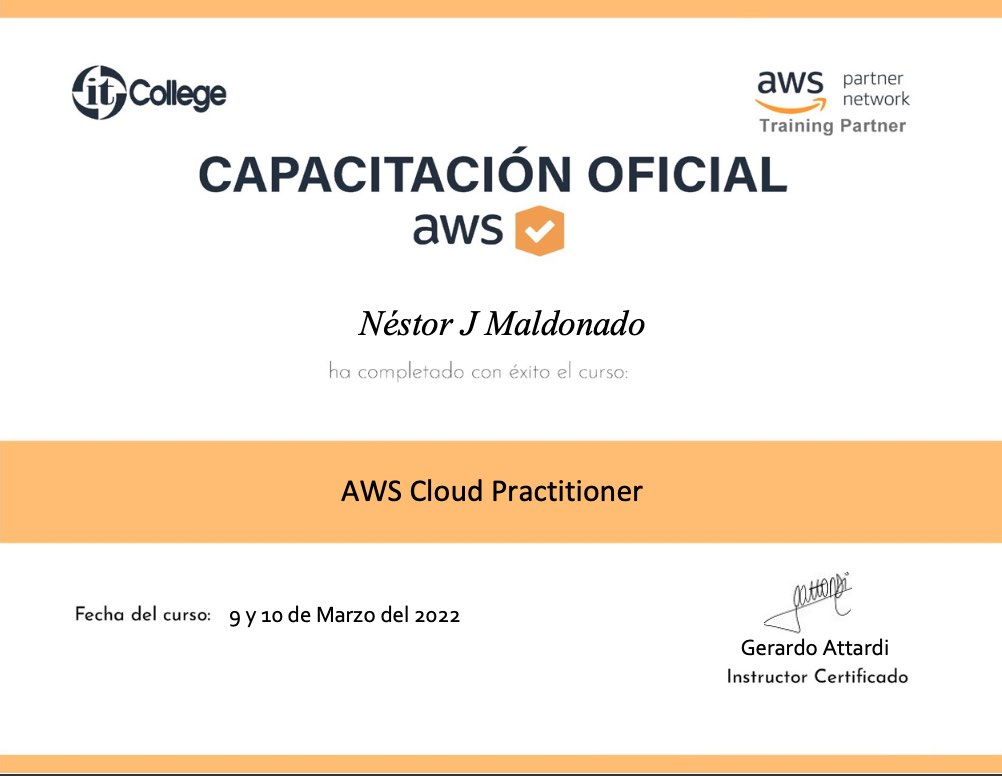 it College
aws partner network
Training Partner
CAPACITACIÓN OFICIAL
aws
Néstor J Maldonado
ha completado con éxito el curso:
AWS Cloud Practitioner
Fecha del curso: 9 y 10 de Marzo del 2022
gattardi
Gerardo Attardi
Instructor Certificado